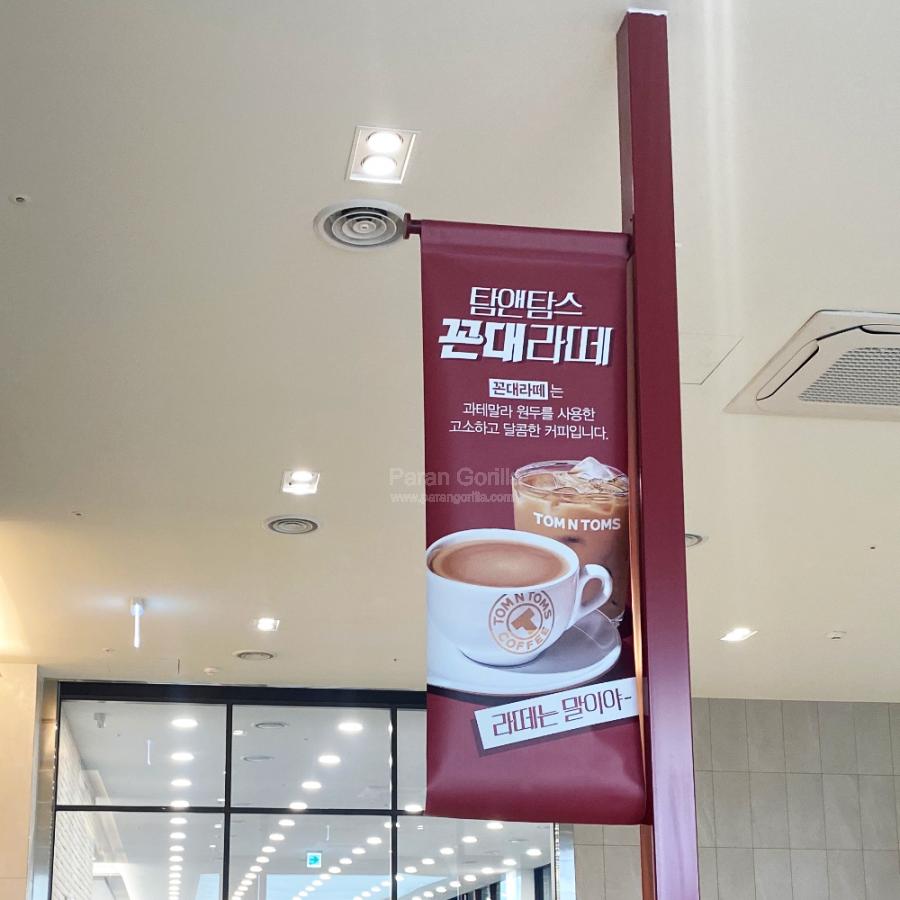 탐앤탐스
꼰대라떼
꼰대라떼는
과테말라 원두를 사용한
고소하고 달콤한 커피입니다.
Paran Gorilla
www.parangorilla.com
TOM N TOMS
TOM N TOMS
COFFEE
라떼는 말이야~